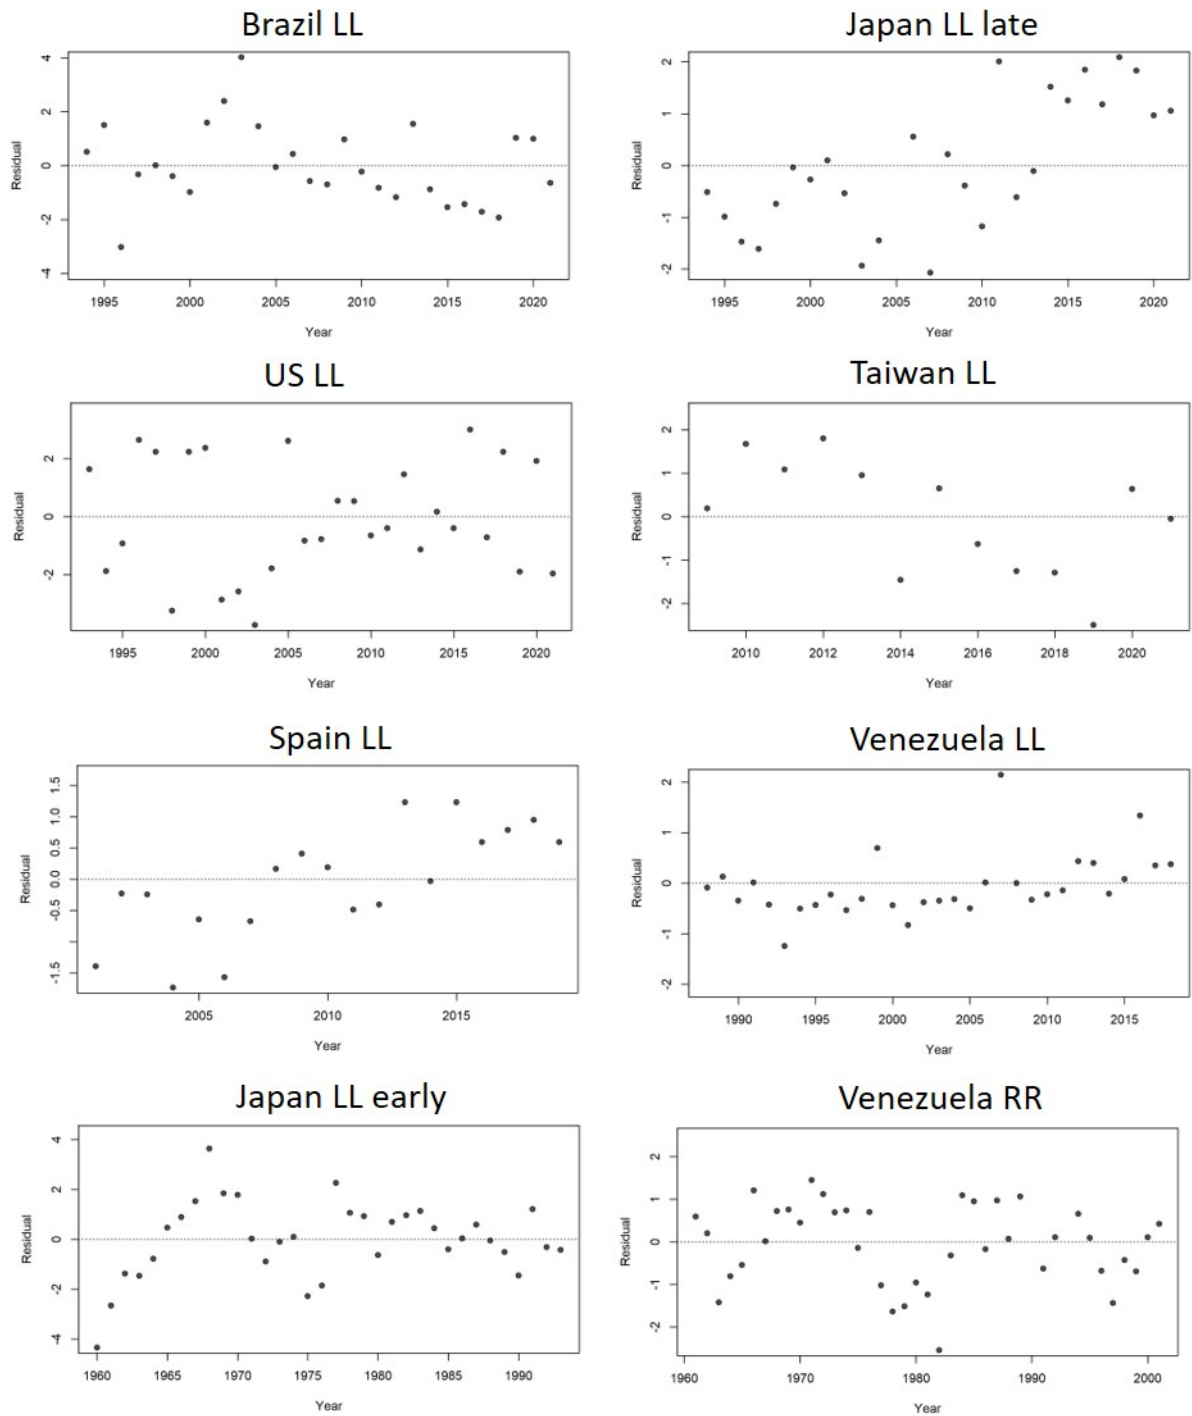 Brazil LL
4
2
0
-2
-4
Residual
1995 2000 2005 2010 2015 2020
Year
Japan LL late
2
1
0
-1
-2
Residual
1995 2000 2005 2010 2015 2020
Year
US LL
2
0
-2
Residual
1995 2000 2005 2010 2015 2020
Year
Taiwan LL
2
1
0
-1
-2
Residual
2010 2012 2014 2016 2018 2020
Year
Spain LL
1.5
1.0
0.5
0.0
-0.5
-1.5
Residual
2005 2010 2015
Year
Venezuela LL
2
1
0
-1
-2
Residual
1990 1995 2000 2005 2010 2015
Year
Japan LL early
4
2
0
-2
-4
Residual
1960 1965 1970 1975 1980 1985 1990
Year
Venezuela RR
2
1
0
-1
-2
Residual
1960 1970 1980 1990 2000
Year